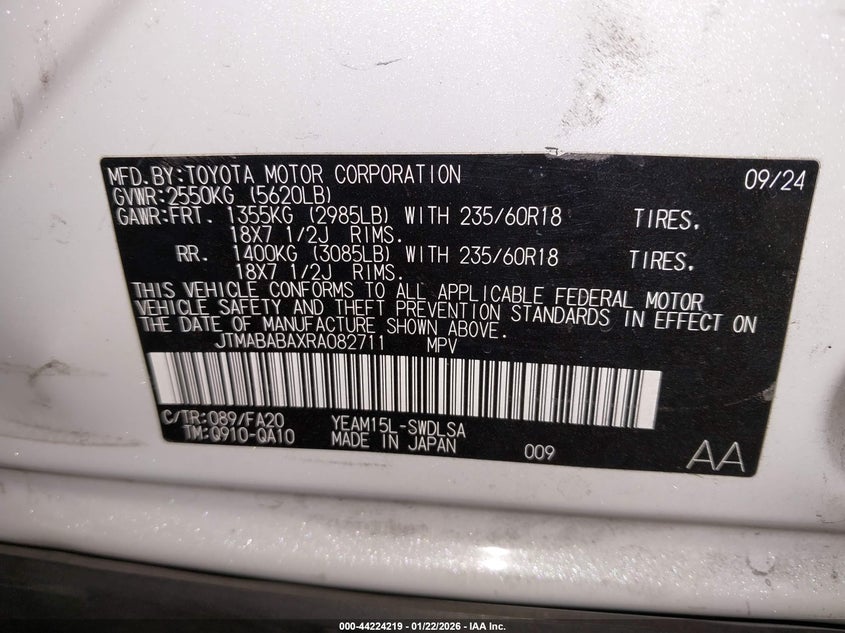 MFD.BY:TOYOTA MOTOR CORPORATION 09/24
GVWR:2550KG (5620LB)
GAWR:FRT. 1355KG (2985LB) WITH 235/60R18 TIRES,
18X7 1/2J RIMS.
RR. 1400KG (3085LB) WITH 235/60R18 TIRES,
18X7 1/2J RIMS.
THIS VEHICLE CONFORMS TO ALL APPLICABLE FEDERAL MOTOR
VEHICLE SAFETY AND THEFT PREVENTION STANDARDS IN EFFECT ON
THE DATE OF MANUFACTURE SHOWN ABOVE.
JTMABABAXRA082711 MPV
C/TR:089/FA20 YEAM15L-SWDLSA
TM:Q910-QA10 MADE IN JAPAN 009 AA
000-44224219 - 01/22/2026 - IAA Inc.